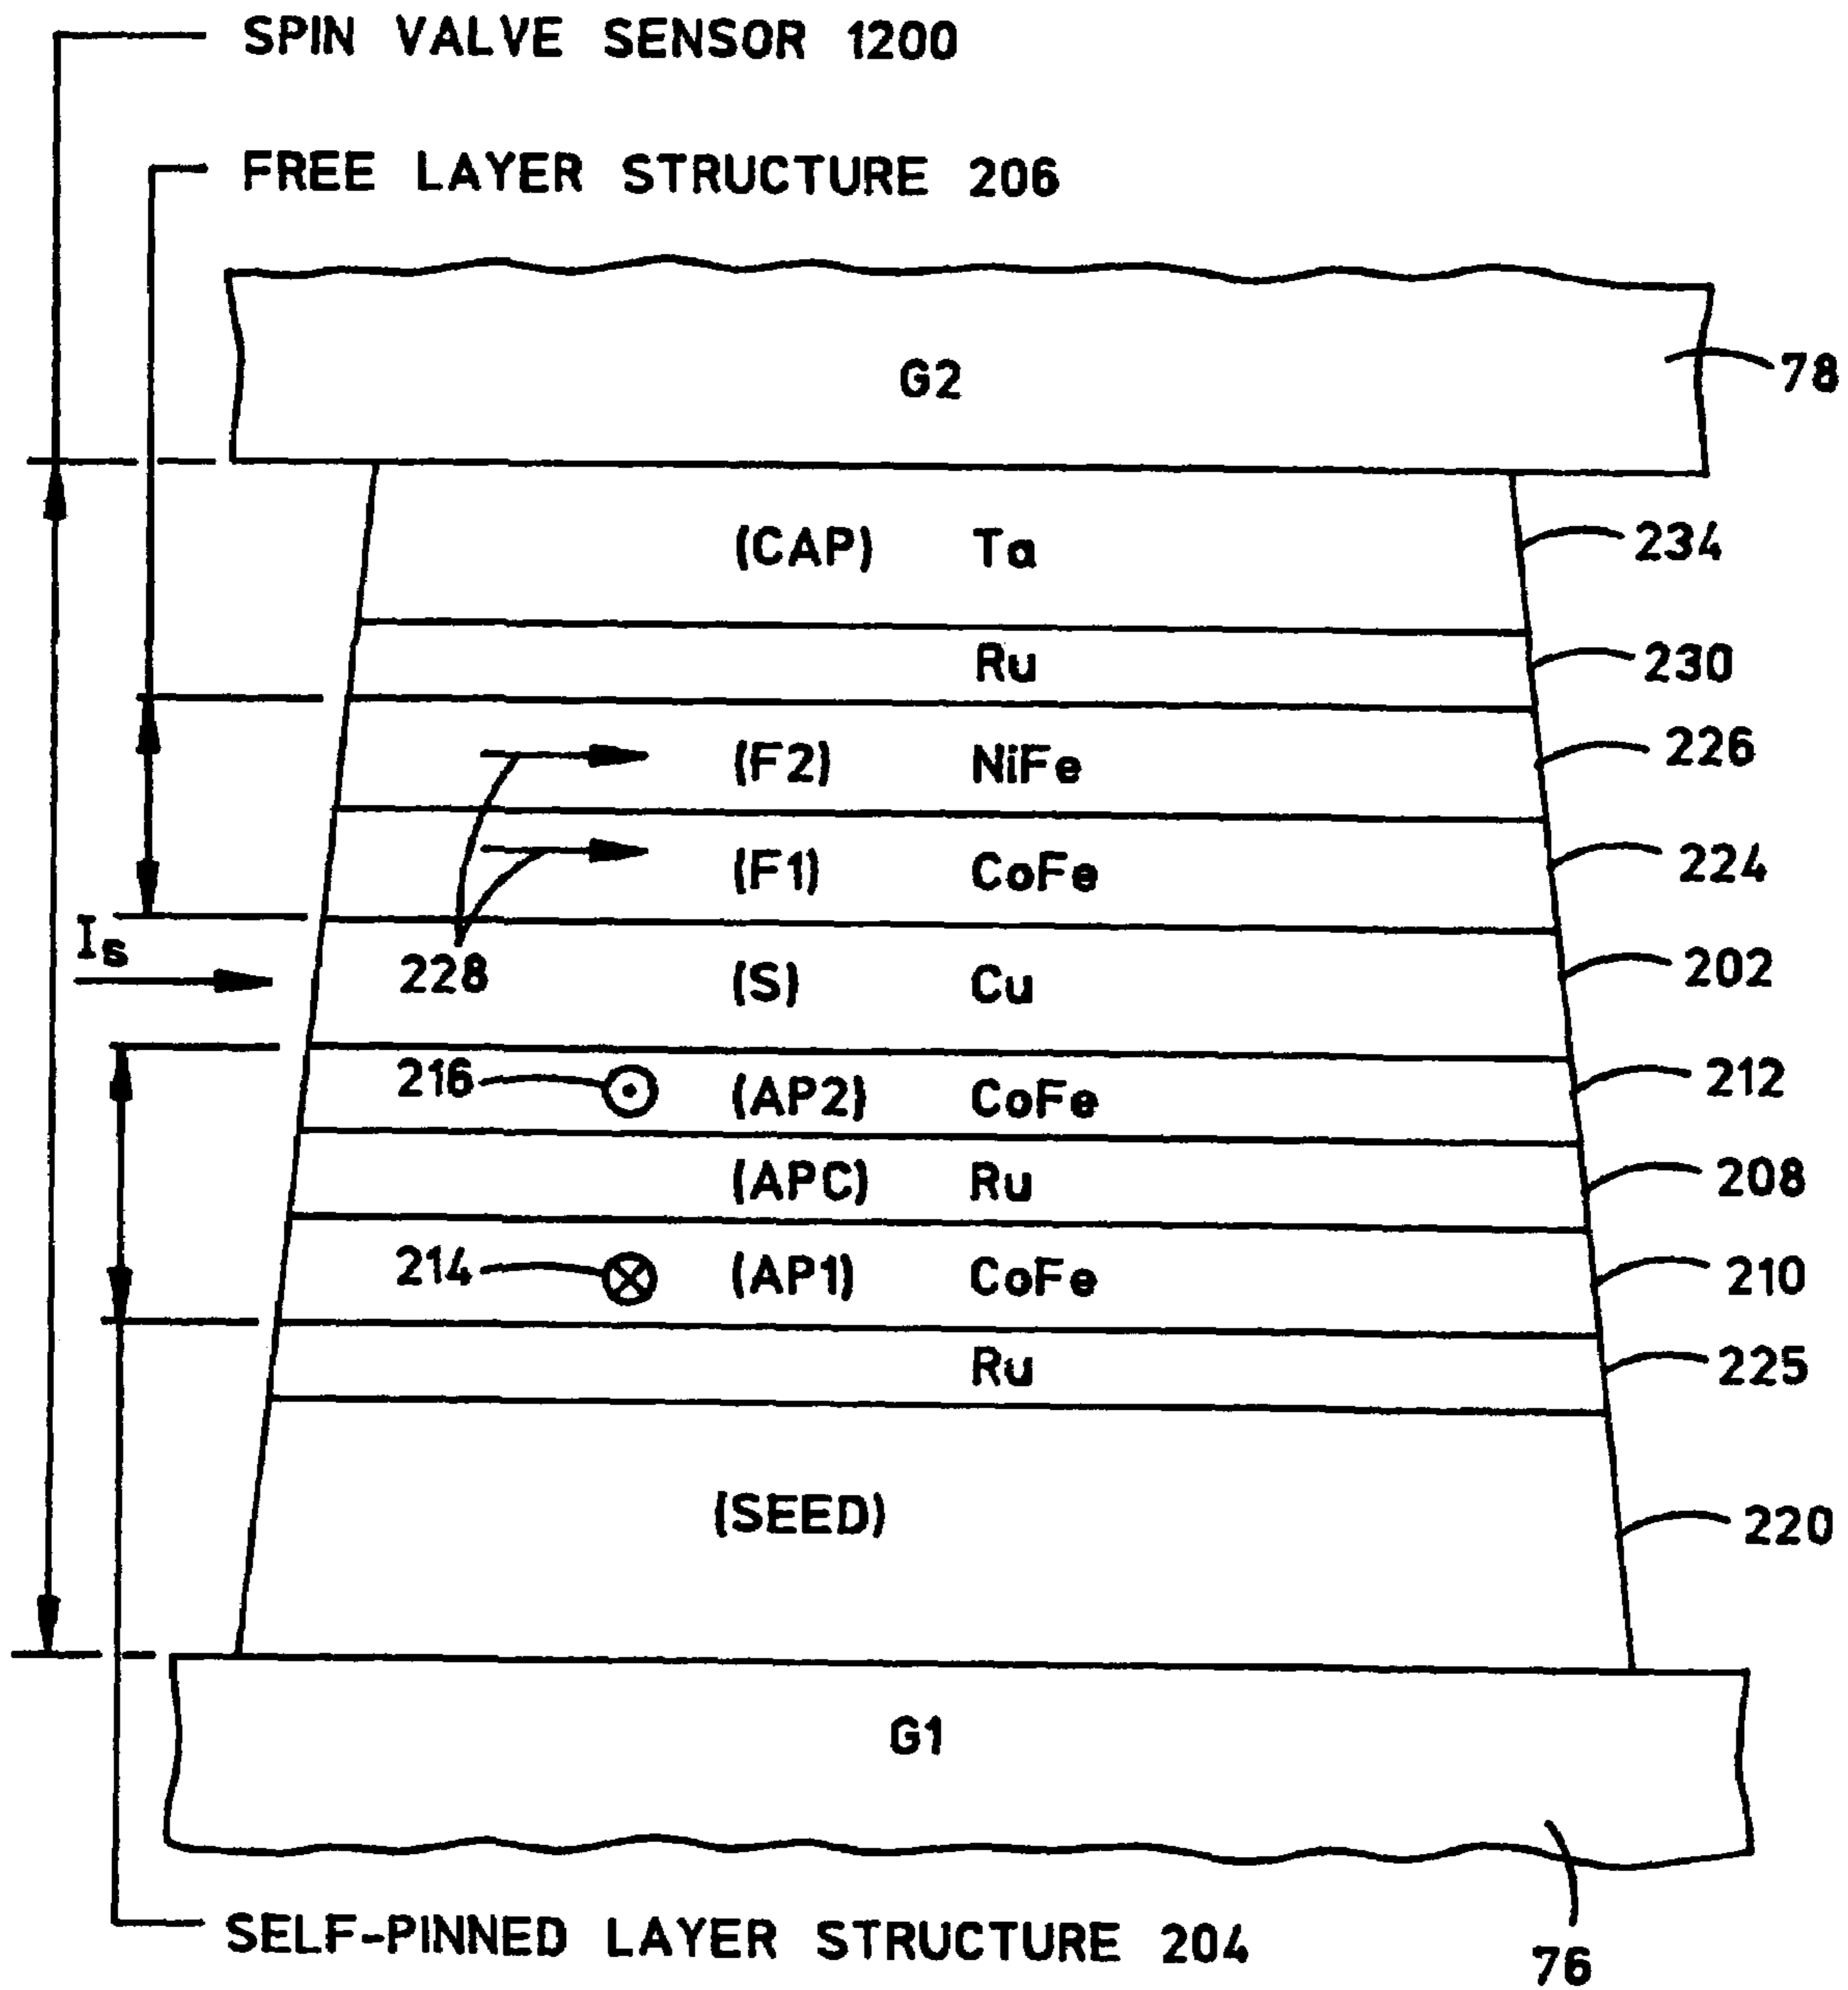 SPIN VALVE SENSOR 1200
FREE LAYER STRUCTURE 206
G2
78
(CAP) Ta
234
Ru
230
(F2) NiFe
226
(F1) CoFe
224
Is
228
(S) Cu
202
216
(AP2) CoFe
212
(APC) Ru
208
214
(AP1) CoFe
210
Ru
225
(SEED)
220
G1
SELF-PINNED LAYER STRUCTURE 204
76